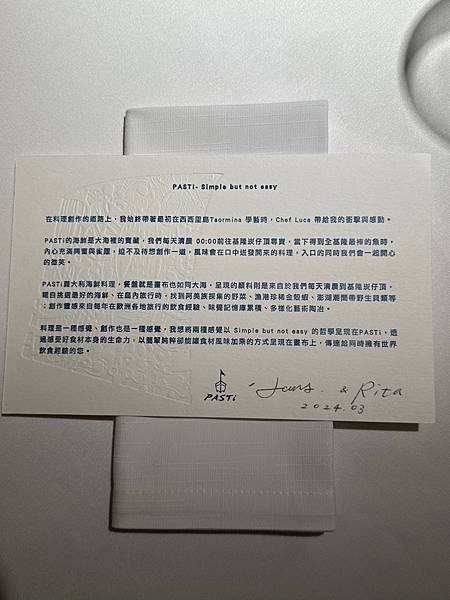 PASTi- Simple but not easy
在料理創作的道路上，我始終帶著最初在西西里島Taormina 學藝時，Chef Luca 帶給我的衝擊與感動。
PASTi的海鮮是大海裡的寶藏，我們每天清晨 00:00前往基隆崁仔頂尋寶，當下得到全基隆最棒的魚時，
內心充滿興奮與雀躍，迫不及待想創作一道，風味會在口中迸發開來的料理，入口的同時我們會一起開心
的微笑。
PASTi義大利海鮮料理，餐盤就是畫布也如同大海，呈現的顏料則是來自於我們每天清晨到基隆崁仔頂，
親自挑選最好的海鮮、在島內旅行時，找到阿美族採集的野菜、漁港珍稀金股蝦、澎湖潮間帶野生貝類等
；創作靈感來自每年在歐洲各地旅行的飲食經驗、味覺記憶庫累積、多樣化藝術陶冶。
料理是一種感覺、創作也是一種感覺，我想將兩種感覺以 Simple but not easy 的哲學呈現在PASTi，透
過感受好食材本身的生命力，以簡單純粹卻能讓食材風味加乘的方式呈現在畫布上，傳達給同時擁有世界
飲食經驗的您。
PASTi
Jans. & Rita
2024.03